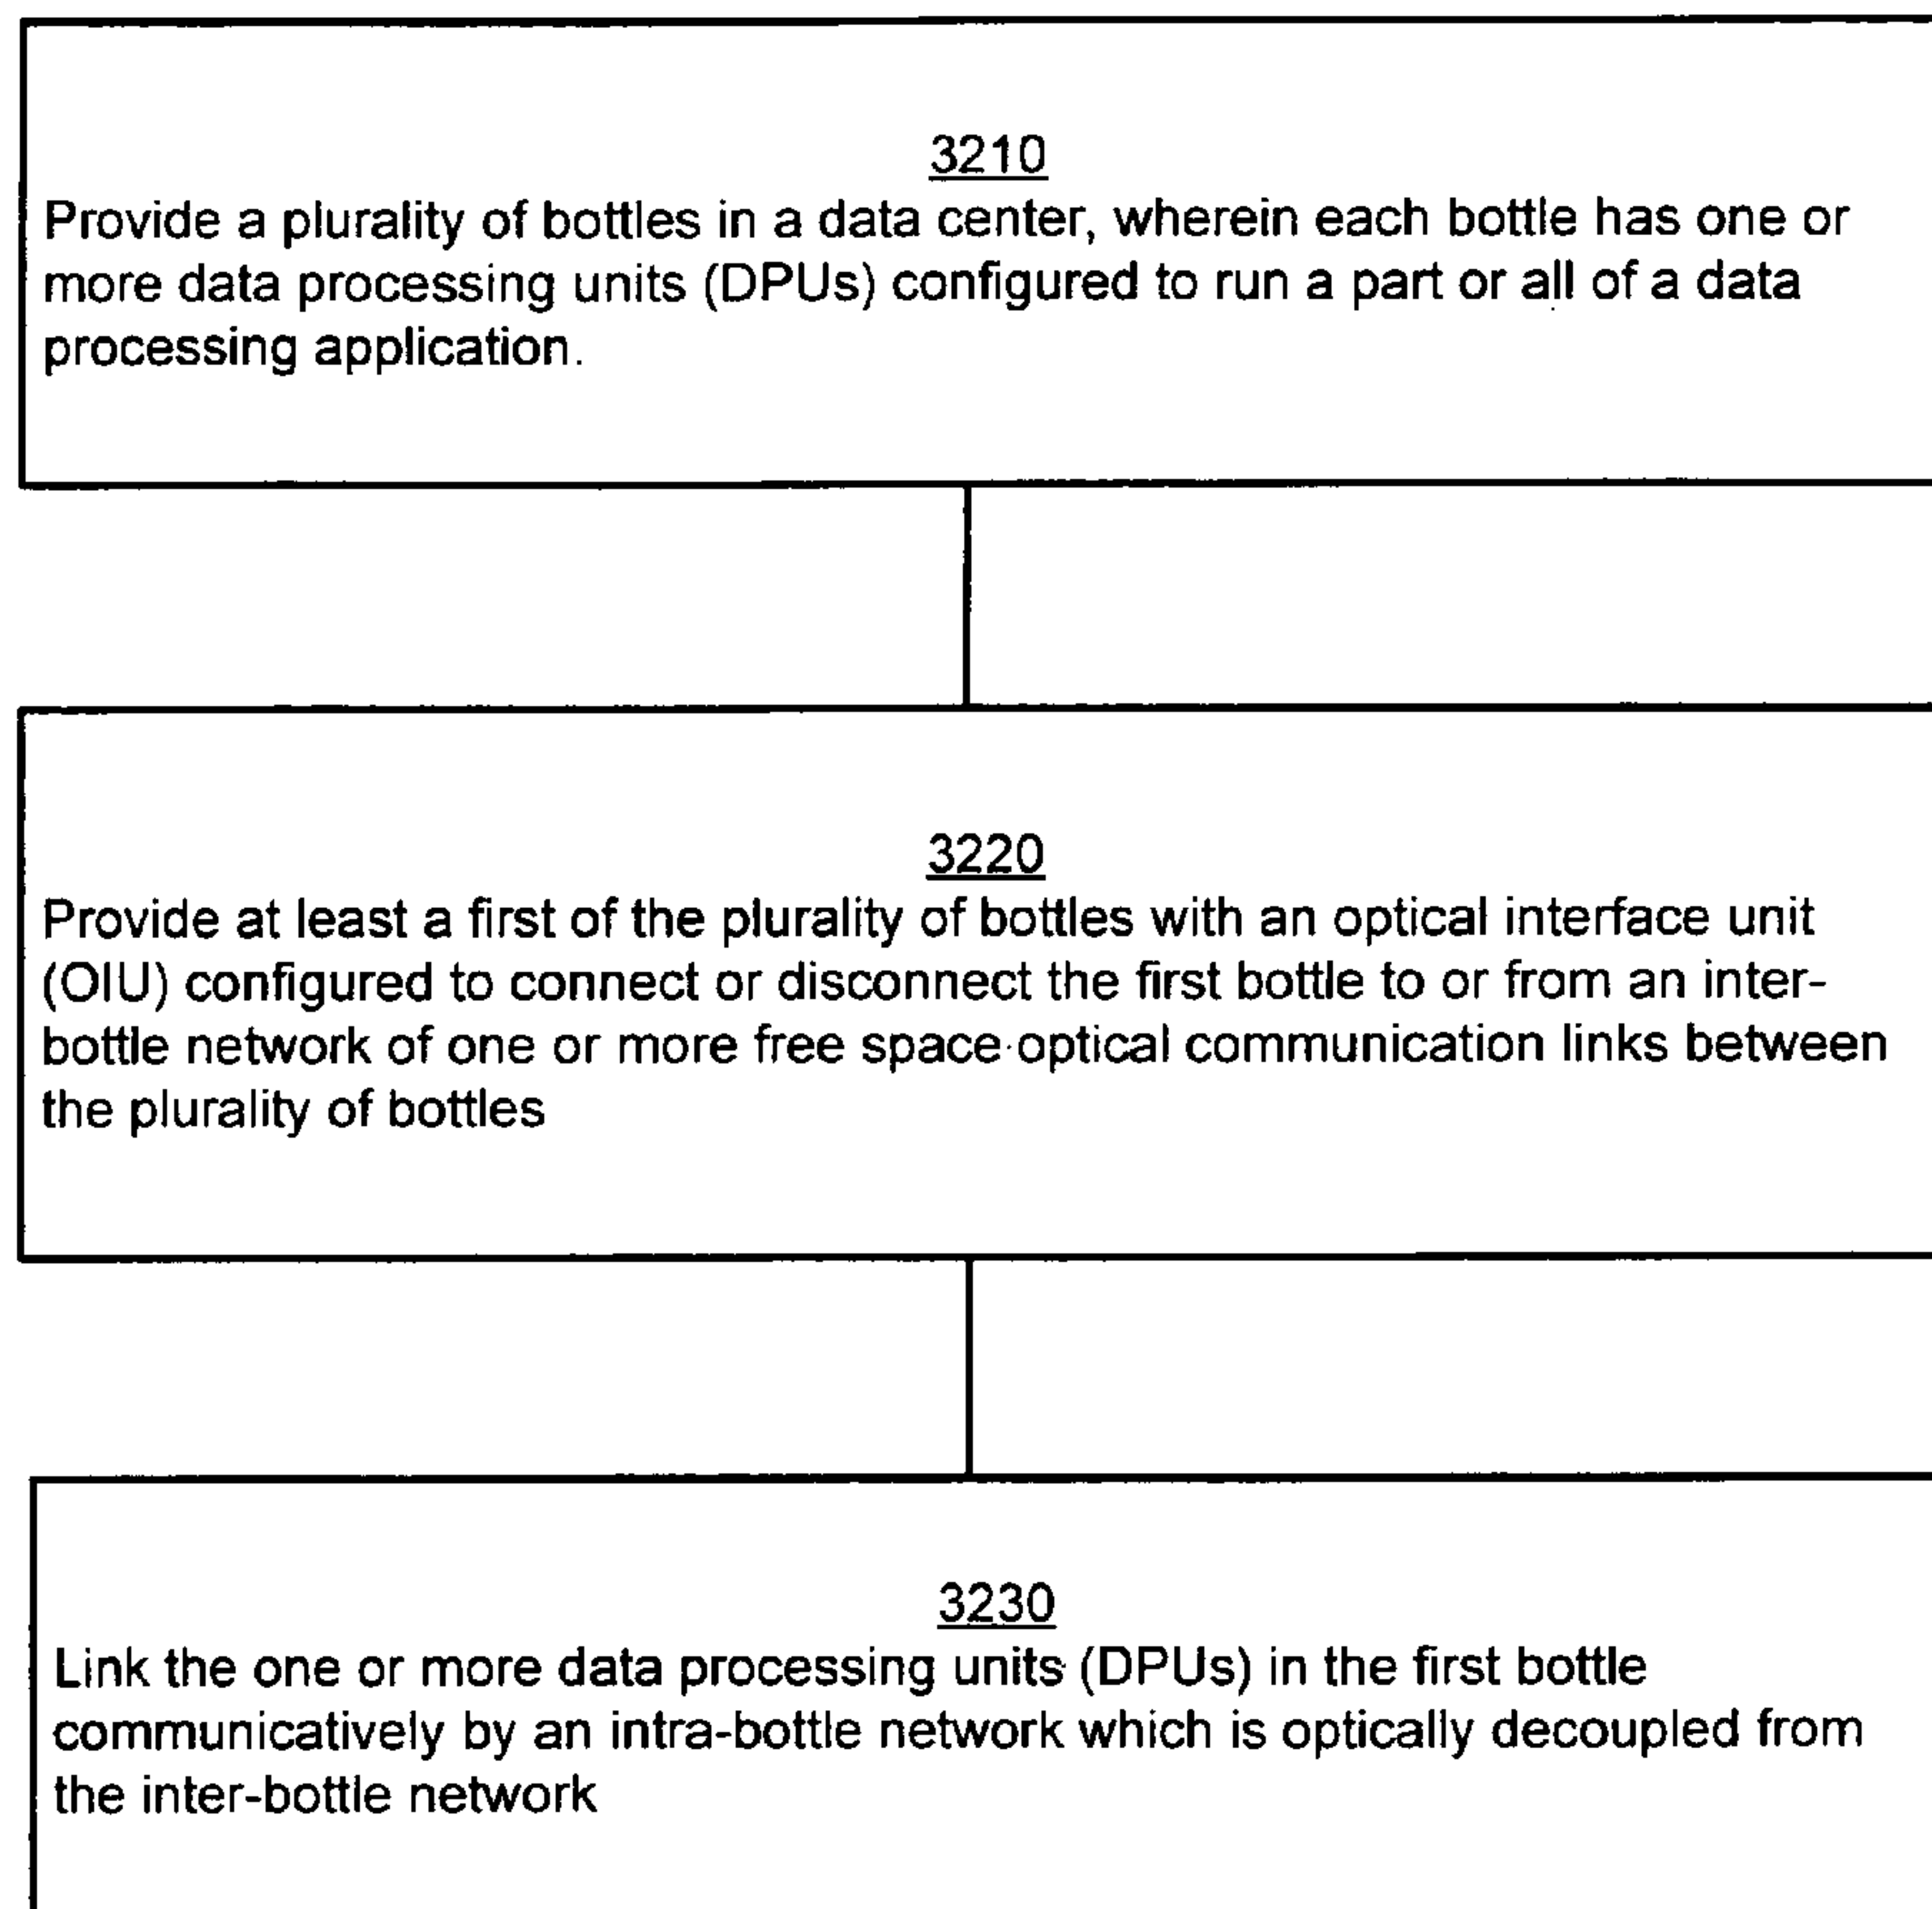 3210
Provide a plurality of bottles in a data center, wherein each bottle has one or
more data processing units (DPUs) configured to run a part or all of a data
processing application.
3220
Provide at least a first of the plurality of bottles with an optical interface unit
(OIU) configured to connect or disconnect the first bottle to or from an inter-
bottle network of one or more free space optical communication links between
the plurality of bottles
3230
Link the one or more data processing units (DPUs) in the first bottle
communicatively by an intra-bottle network which is optically decoupled from
the inter-bottle network